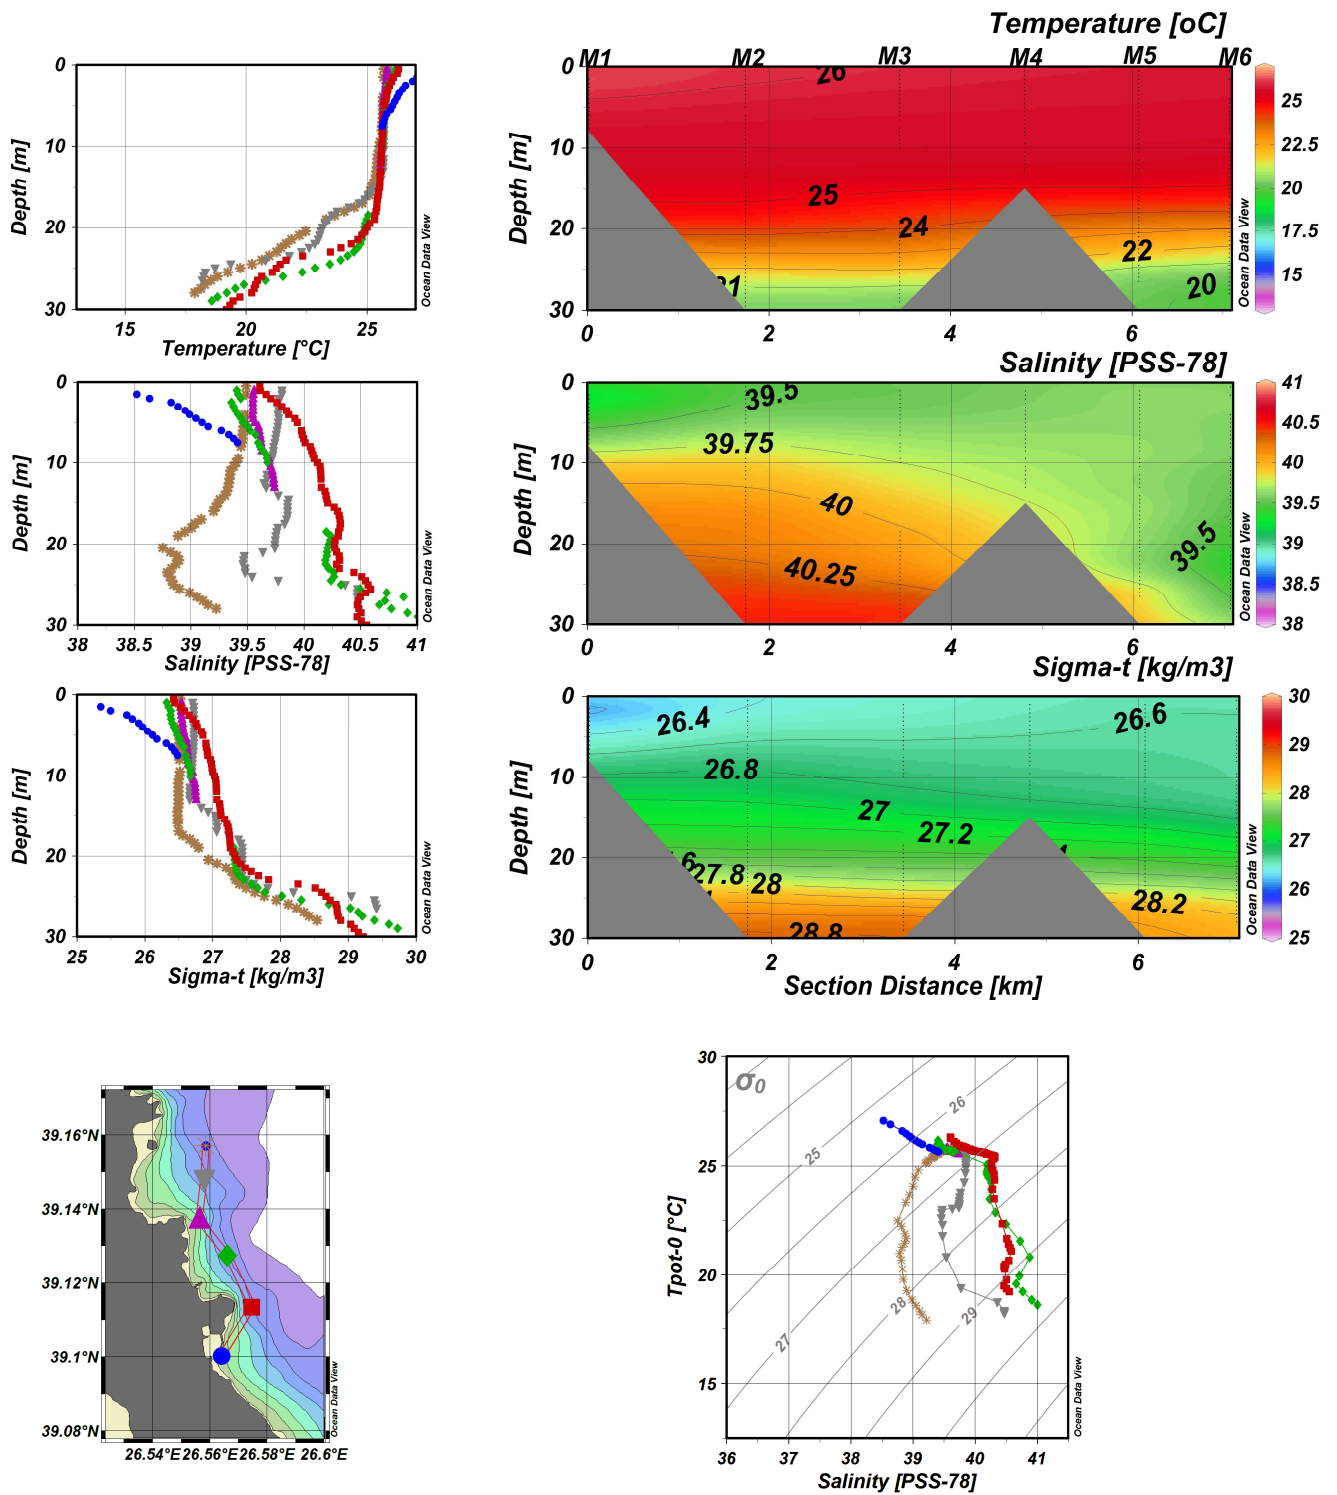 Temperature [oC]
M1 M2 M3 M4 M5 M6
0
10
20
30
Depth [m]
15 20 25
Temperature [°C]
Ocean Data View
0
10
20
30
Depth [m]
26
25
24
22
21
20
0 2 4 6
25
22.5
20
17.5
15
Ocean Data View
Salinity [PSS-78]
0
10
20
30
Depth [m]
38 38.5 39 39.5 40 40.5 41
Salinity [PSS-78]
Ocean Data View
0
10
20
30
Depth [m]
39.5
39.75
40
40.25
39.5
0 2 4 6
41
40.5
40
39.5
39
38.5
38
Ocean Data View
Sigma-t [kg/m3]
0
10
20
30
Depth [m]
25 26 27 28 29 30
Sigma-t [kg/m3]
Ocean Data View
0
10
20
30
Depth [m]
26.4
26.6
26.8
27
27.2
27.8
28
28.2
28.8
0 2 4 6
Section Distance [km]
30
29
28
27
26
25
Ocean Data View
39.16°N
39.14°N
39.12°N
39.1°N
39.08°N
26.54°E 26.56°E 26.58°E 26.6°E
Ocean Data View
σ0
30
25
20
15
Tpot-0 [°C]
25
26
27
28
29
36 37 38 39 40 41
Salinity [PSS-78]
Ocean Data View